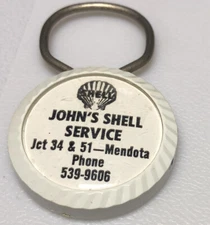 SHELL
JOHN'S SHELL
SERVICE
Jct 34 & 51—Mendota
Phone
539-9606